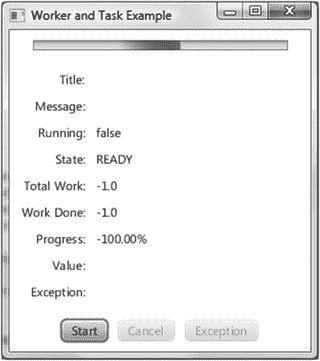 Worker and Task Example
Title:
Message:
Running: false
State: READY
Total Work: -1.0
Work Done: -1.0
Progress: -100.00%
Value:
Exception:
Start Cancel Exception